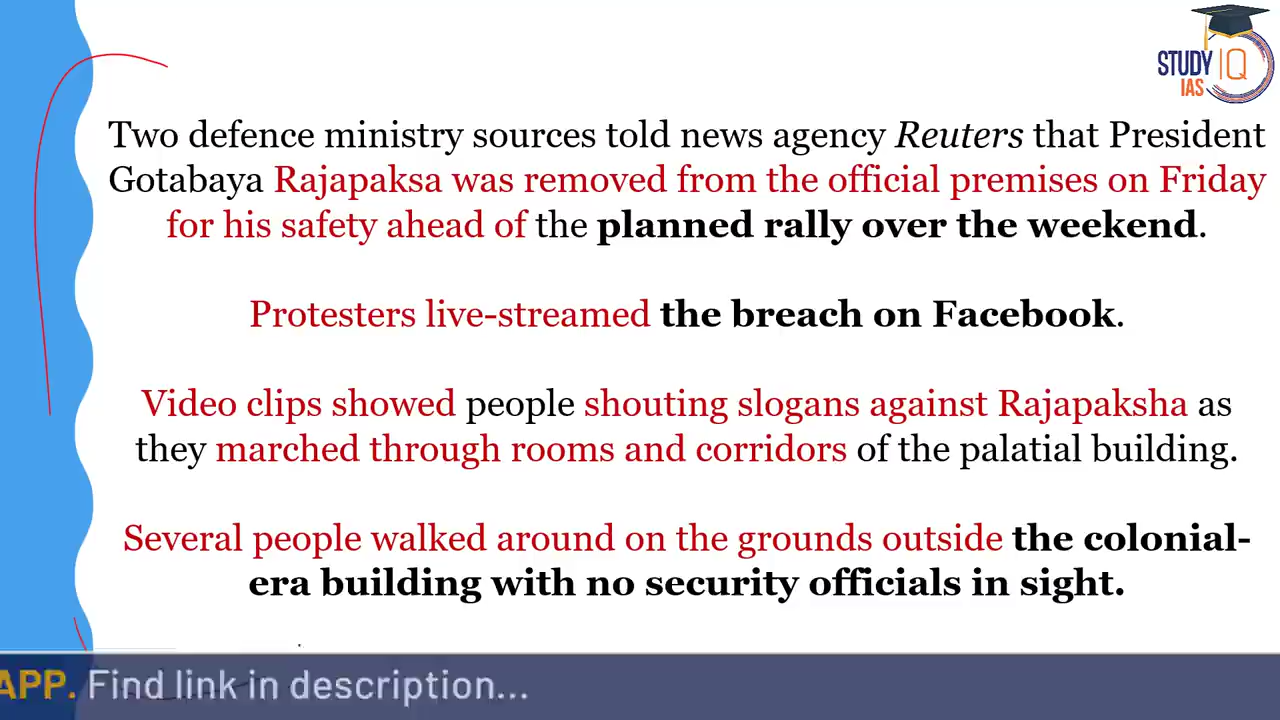 STUDY IQ
IAS
Two defence ministry sources told news agency Reuters that President
Gotabaya Rajapaksa was removed from the official premises on Friday
for his safety ahead of the planned rally over the weekend.
Protesters live-streamed the breach on Facebook.
Video clips showed people shouting slogans against Rajapaksha as
they marched through rooms and corridors of the palatial building.
Several people walked around on the grounds outside the colonial-
era building with no security officials in sight.
APP. Find link in description...